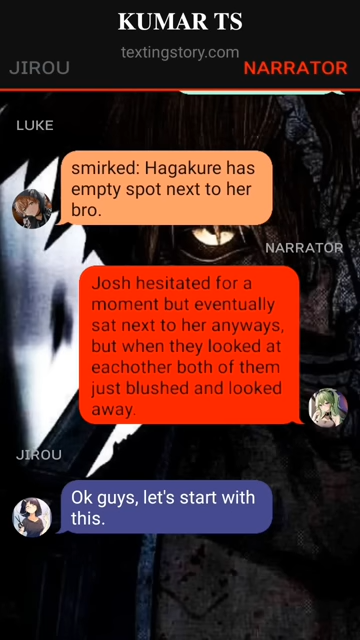 KUMAR TS
textingstory.com
JIROU
NARRATOR
LUKE
smirked: Hagakure has
empty spot next to her
bro.
NARRATOR
Josh hesitated for a
moment but eventually
sat next to her anyways,
but when they looked at
eachother both of them
just blushed and looked
away.
JIROU
Ok guys, let's start with
this.